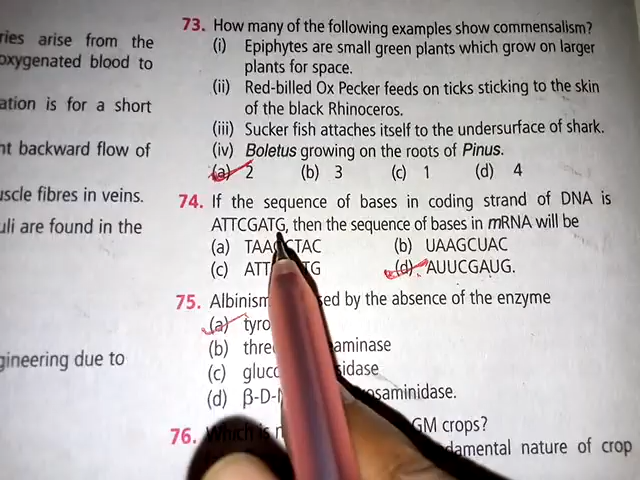 ries arise from the
oxygenated blood to
ation is for a short
nt backward flow of
uscle fibres in veins.
uli are found in the
gineering due to
73. How many of the following examples show commensalism?
(i) Epiphytes are small green plants which grow on larger
plants for space.
(ii) Red-billed Ox Pecker feeds on ticks sticking to the skin
of the black Rhinoceros.
(iii) Sucker fish attaches itself to the undersurface of shark.
(iv) Boletus growing on the roots of Pinus.
(a) 2 (b) 3 (c) 1 (d) 4
74. If the sequence of bases in coding strand of DNA is
ATTCGATG, then the sequence of bases in mRNA will be
(a) TAA CTAC (b) UAAGCUAC
(c) ATT TG (d) AUUCGAUG.
75. Albinism sed by the absence of the enzyme
(a) tyro
(b) thre aminase
(c) gluc sidase
(d) β-D- osaminidase.
76. Which is GM crops?
damental nature of crop